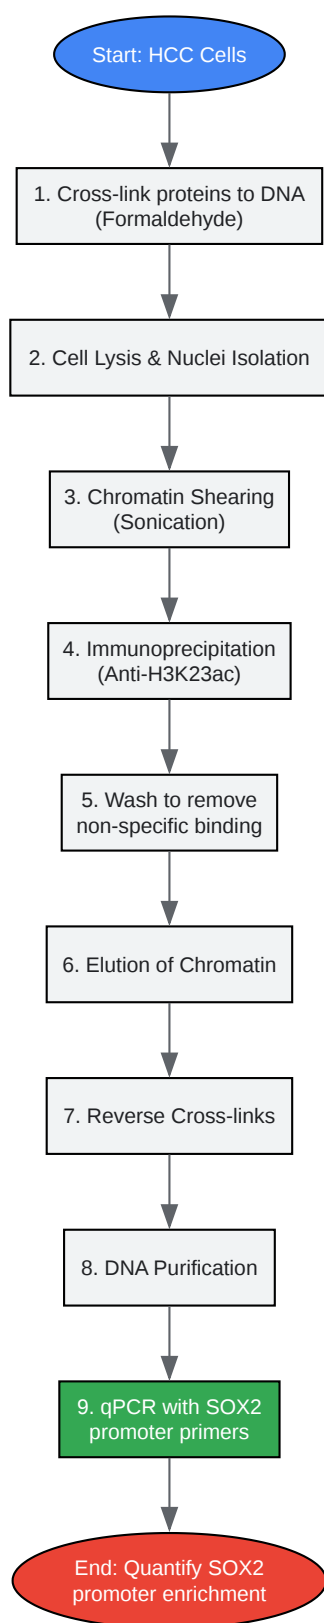 Start: HCC Cells
1. Cross-link proteins to DNA
(Formaldehyde)
2. Cell Lysis & Nuclei Isolation
3. Chromatin Shearing
(Sonication)
4. Immunoprecipitation
(Anti-H3K23ac)
5. Wash to remove
non-specific binding
6. Elution of Chromatin
7. Reverse Cross-links
8. DNA Purification
9. qPCR with SOX2
promoter primers
End: Quantify SOX2
promoter enrichment